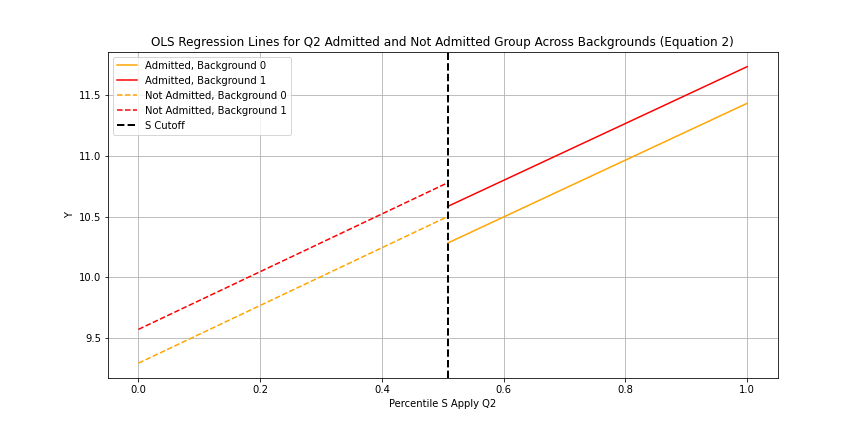 OLS Regression Lines for Q2 Admitted and Not Admitted Group Across Backgrounds (Equation 2)
Admitted, Background 0
Admitted, Background 1
Not Admitted, Background 0
Not Admitted, Background 1
S Cutoff
11.5
11.0
10.5
10.0
9.5
Y
0.0
0.2
0.4
0.6
0.8
1.0
Percentile S Apply Q2